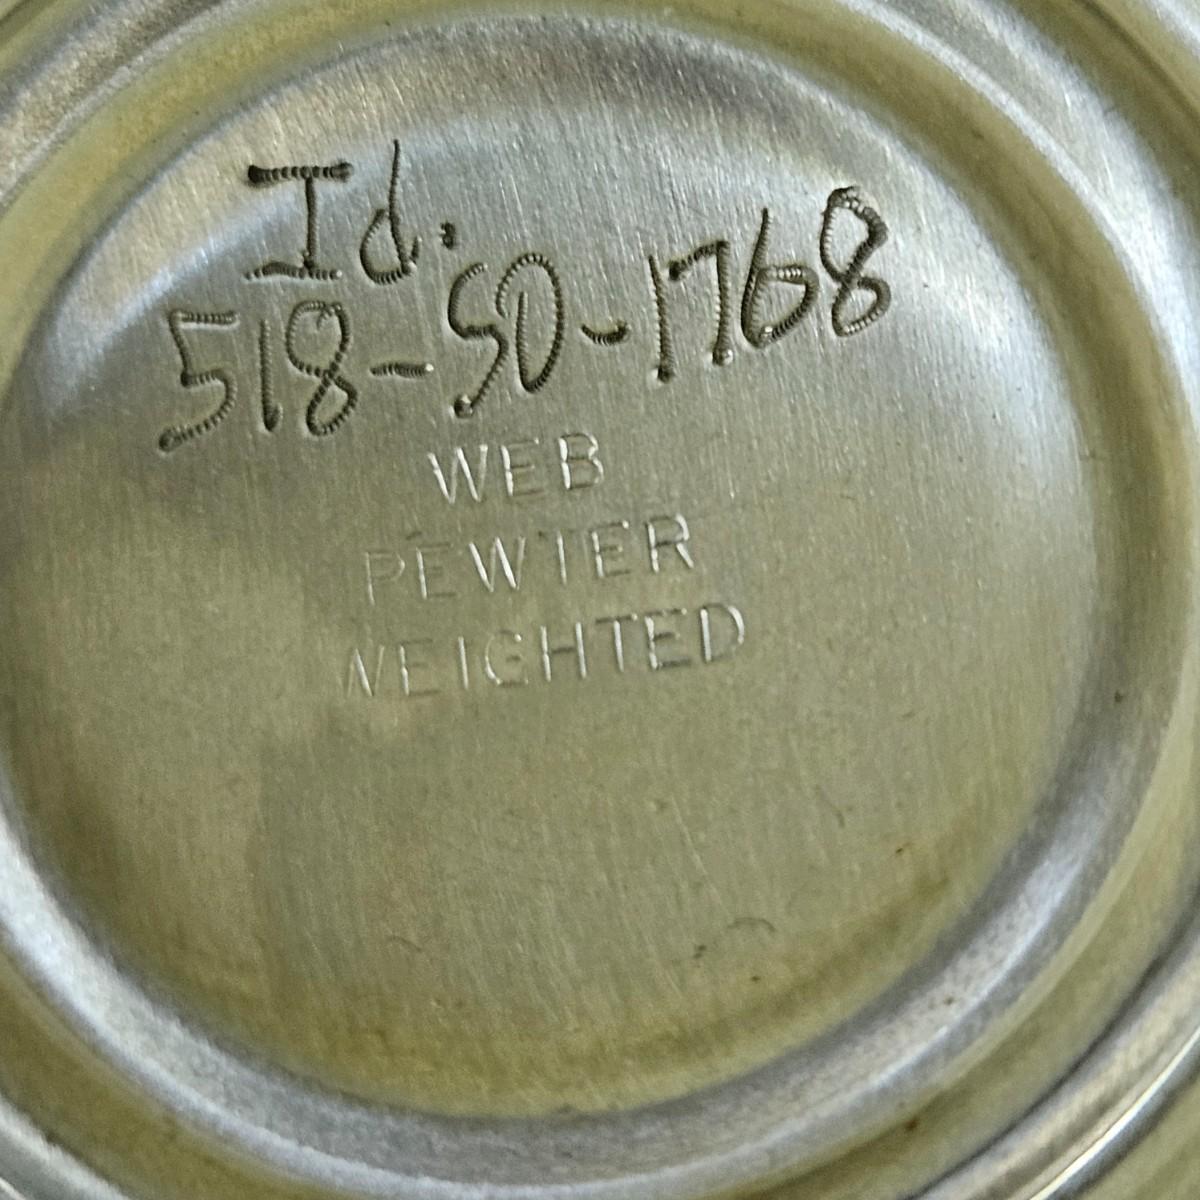 Id.
518-50-1768
WEB
PEWTER
WEIGHTED